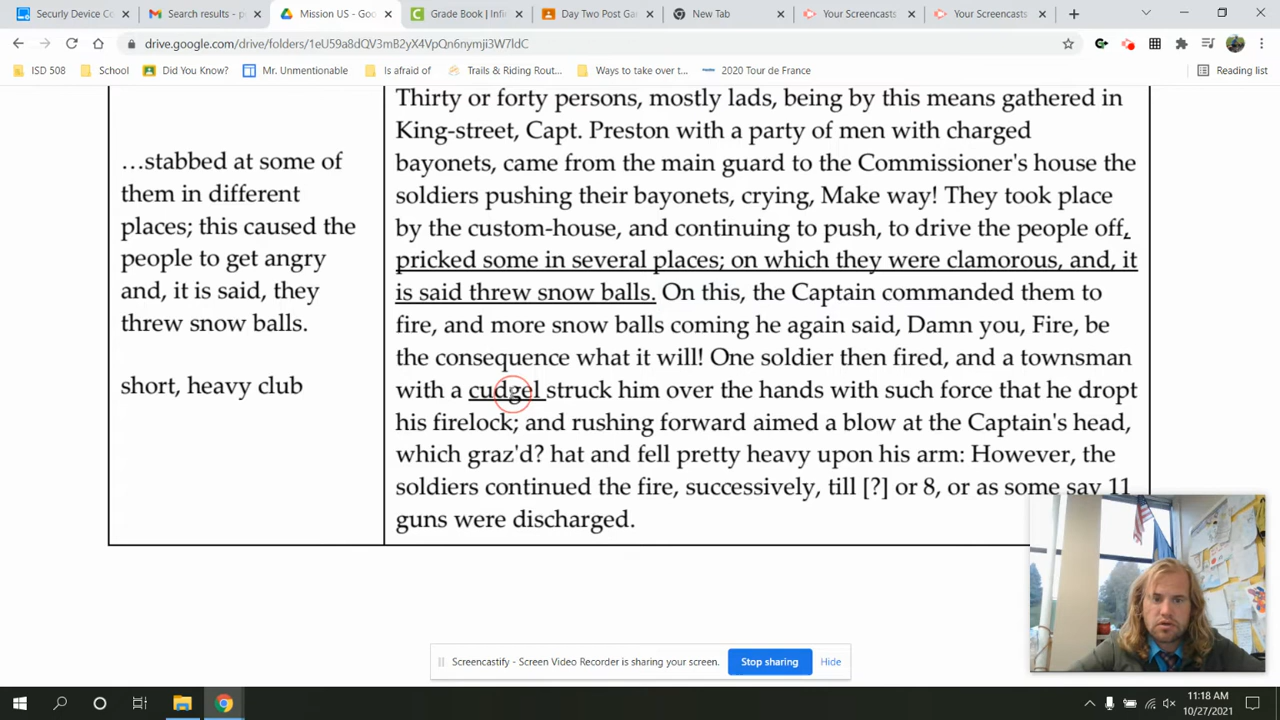 Securly Device Co
Search results - p
Mission US - Goo
Grade Book | Infin
Day Two Post Gar
New Tab
Your Screencasts
Your Screencasts
drive.google.com/drive/folders/1eU59a8dQV3mB2yX4VpQn6nymji3W7ldC
ISD 508
School
Did You Know?
Mr. Unmentionable
Is afraid of
Trails & Riding Rout...
Ways to take over t...
2020 Tour de France
Reading list
…stabbed at some of
them in different
places; this caused the
people to get angry
and, it is said, they
threw snow balls.
short, heavy club
Thirty or forty persons, mostly lads, being by this means gathered in
King-street, Capt. Preston with a party of men with charged
bayonets, came from the main guard to the Commissioner's house the
soldiers pushing their bayonets, crying, Make way! They took place
by the custom-house, and continuing to push, to drive the people off,
pricked some in several places; on which they were clamorous, and, it
is said threw snow balls. On this, the Captain commanded them to
fire, and more snow balls coming he again said, Damn you, Fire, be
the consequence what it will! One soldier then fired, and a townsman
with a cudgel struck him over the hands with such force that he dropt
his firelock; and rushing forward aimed a blow at the Captain's head,
which graz'd? hat and fell pretty heavy upon his arm: However, the
soldiers continued the fire, successively, till [?] or 8, or as some say 11
guns were discharged.
Screencastify - Screen Video Recorder is sharing your screen.
Stop sharing
Hide
11:18 AM
10/27/2021